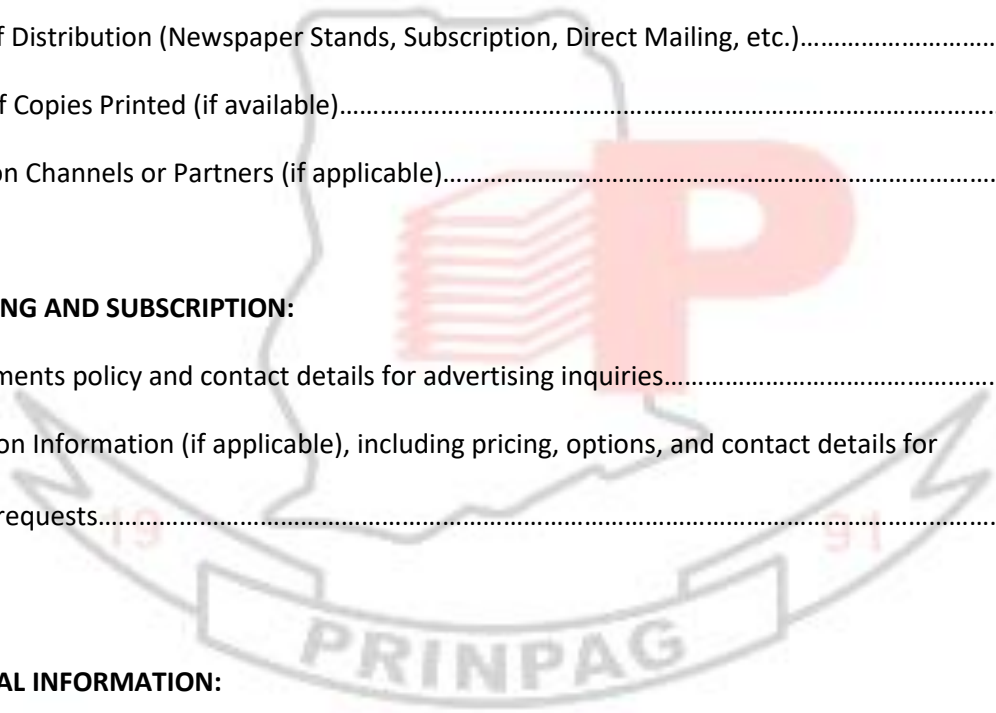 f Distribution (Newspaper Stands, Subscription, Direct Mailing, etc.)……………………………
f Copies Printed (if available)……………………………………………………………………………………
on Channels or Partners (if applicable)……………………………………………………………………
NG AND SUBSCRIPTION:
ments policy and contact details for advertising inquiries……………………………………
on Information (if applicable), including pricing, options, and contact details for
requests………………………………………………………………………………………………………………
19 91
PRINPAG
AL INFORMATION: